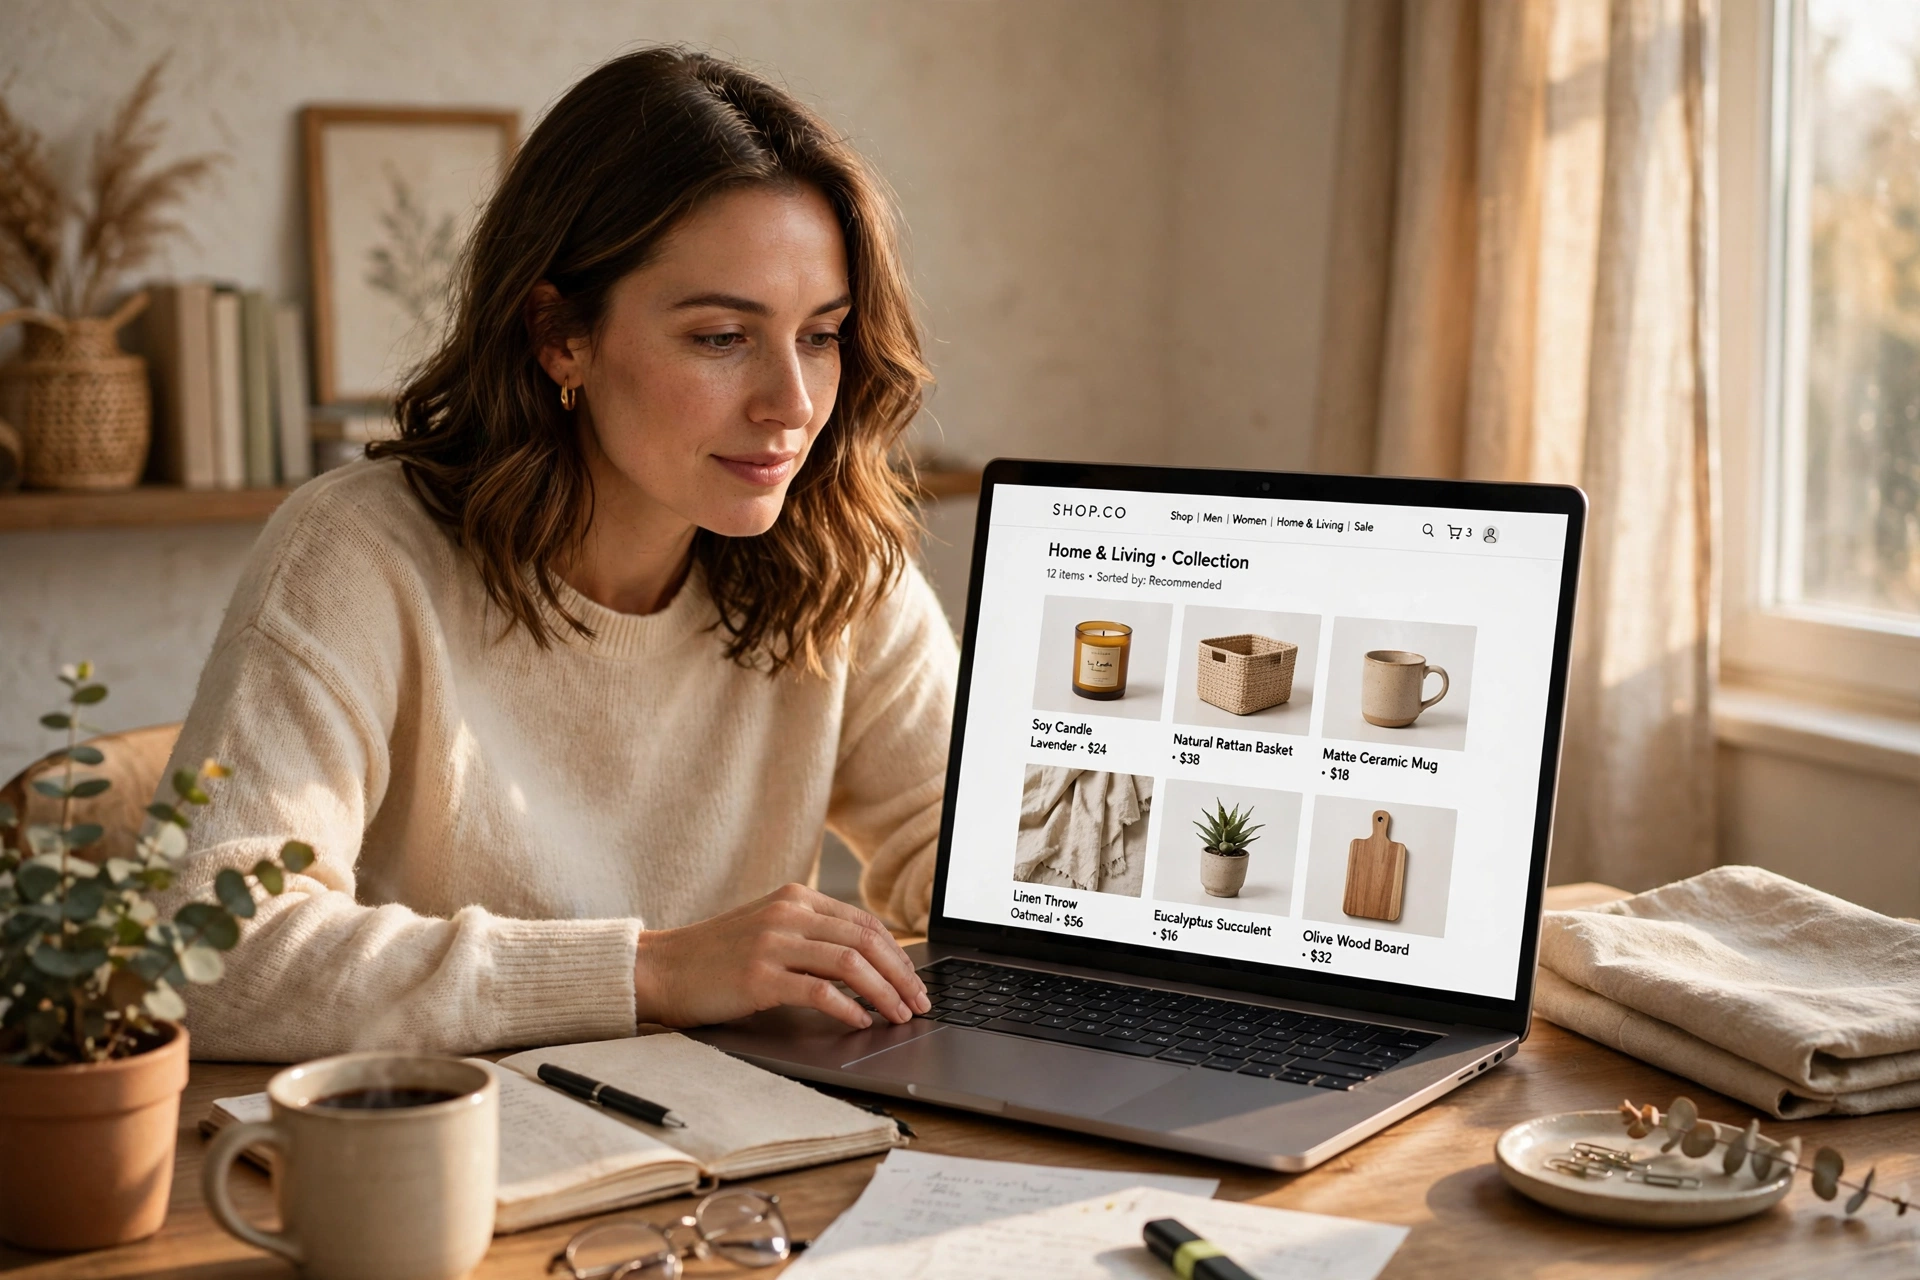 SHOP.CO
Shop | Men | Women | Home & Living | Sale
3
Home & Living • Collection
12 items • Sorted by: Recommended
Soy Candle
Lavender • $24
Natural Rattan Basket
• $38
Matte Ceramic Mug
• $18
Linen Throw
Oatmeal • $56
Eucalyptus Succulent
• $16
Olive Wood Board
• $32